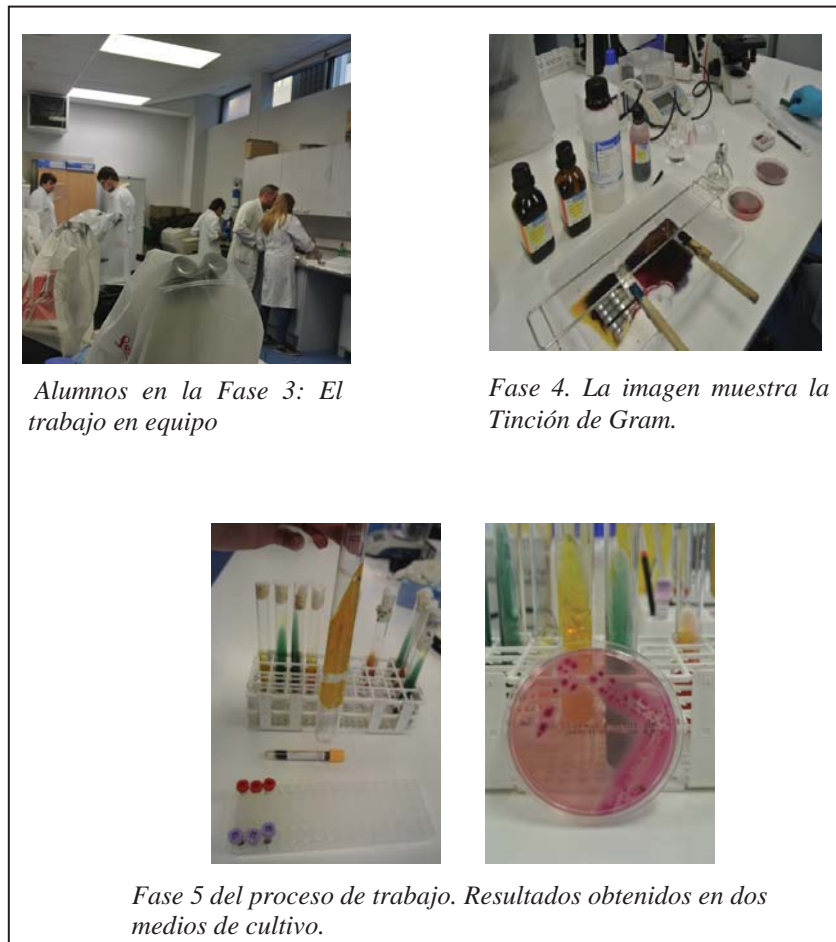 Alumnos en la Fase 3: El
trabajo en equipo
Fase 4. La imagen muestra la
Tinción de Gram.
Fase 5 del proceso de trabajo. Resultados obtenidos en dos
medios de cultivo.